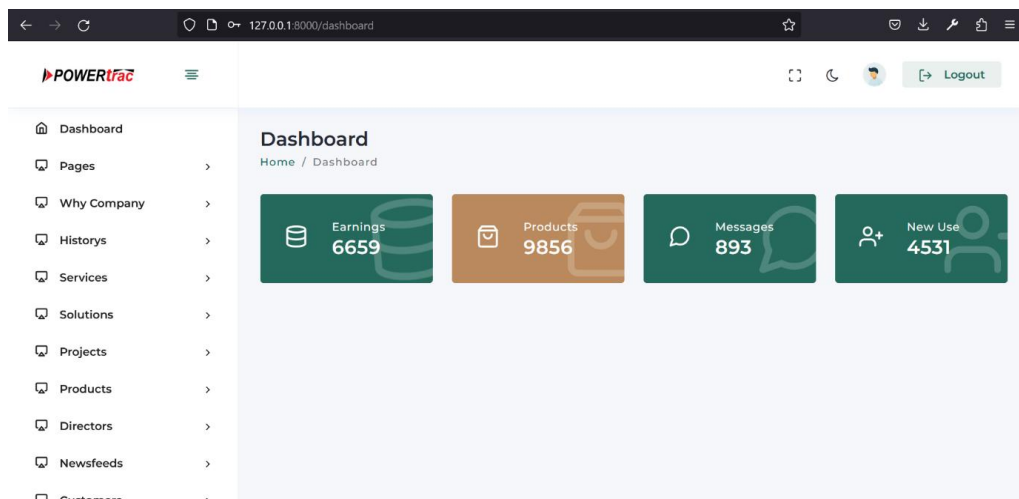 127.0.0.1:8000/dashboard
POWERtrac
Logout
Dashboard
Pages
Why Company
Historys
Services
Solutions
Projects
Products
Directors
Newsfeeds
Customers
Dashboard
Home / Dashboard
Earnings
6659
Products
9856
Messages
893
New Use
4531